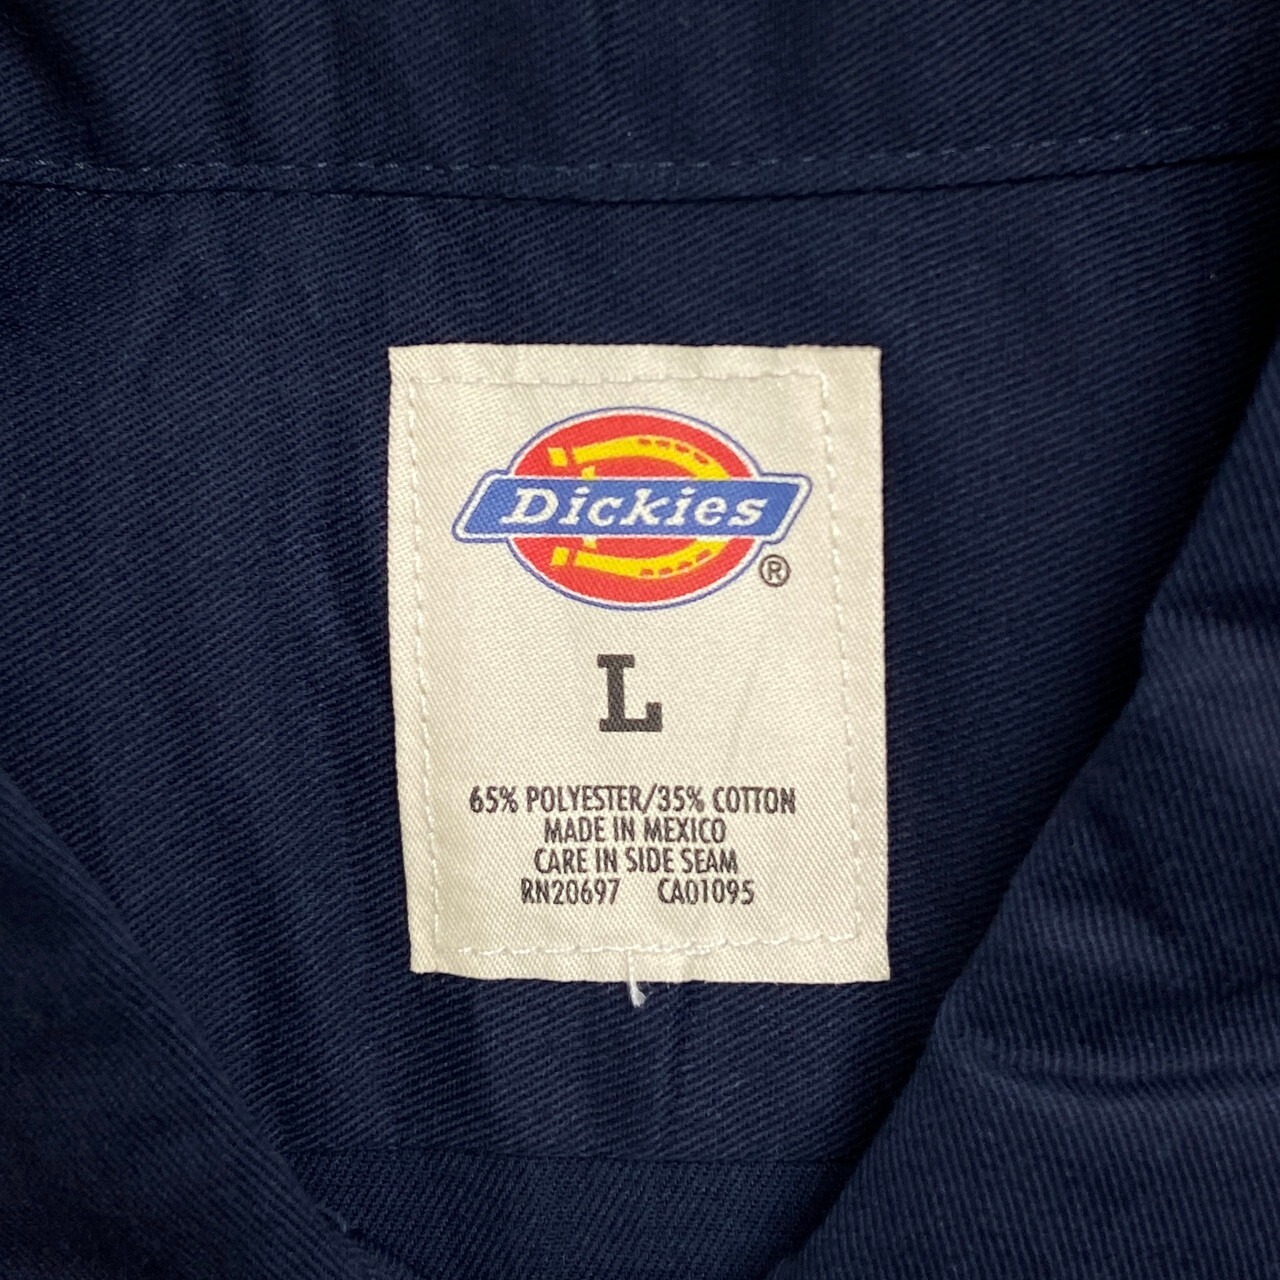 Dickies
®
L
65% POLYESTER/35% COTTON
MADE IN MEXICO
CARE IN SIDE SEAM
RN20697 CA01095